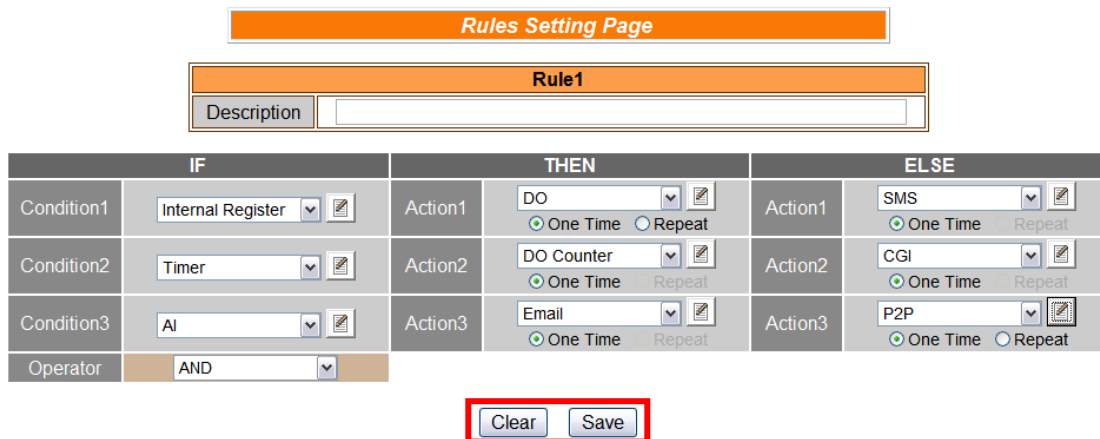 Rules Setting Page
Rule1
Description
IF THEN ELSE
Condition1 Internal Register Action1 DO Action1 SMS
One Time Repeat One Time Repeat
Condition2 Timer Action2 DO Counter Action2 CGI
One Time Repeat One Time Repeat
Condition3 AI Action3 Email Action3 P2P
One Time Repeat One Time Repeat
Operator AND
Clear Save